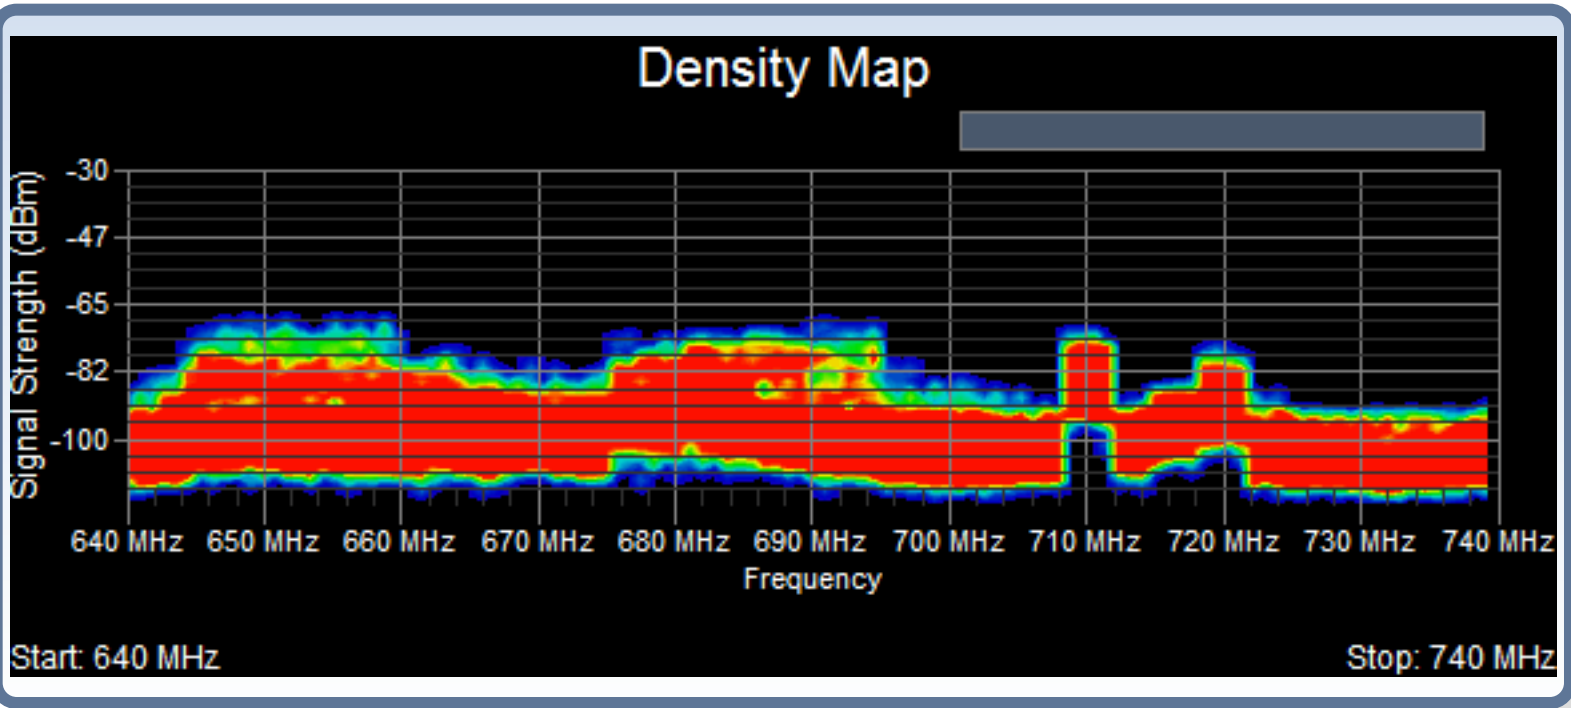 Density Map
Signal Strength (dBm)
-30
-47
-65
-82
-100
640 MHz 650 MHz 660 MHz 670 MHz 680 MHz 690 MHz 700 MHz 710 MHz 720 MHz 730 MHz 740 MHz
Frequency
Start: 640 MHz Stop: 740 MHz